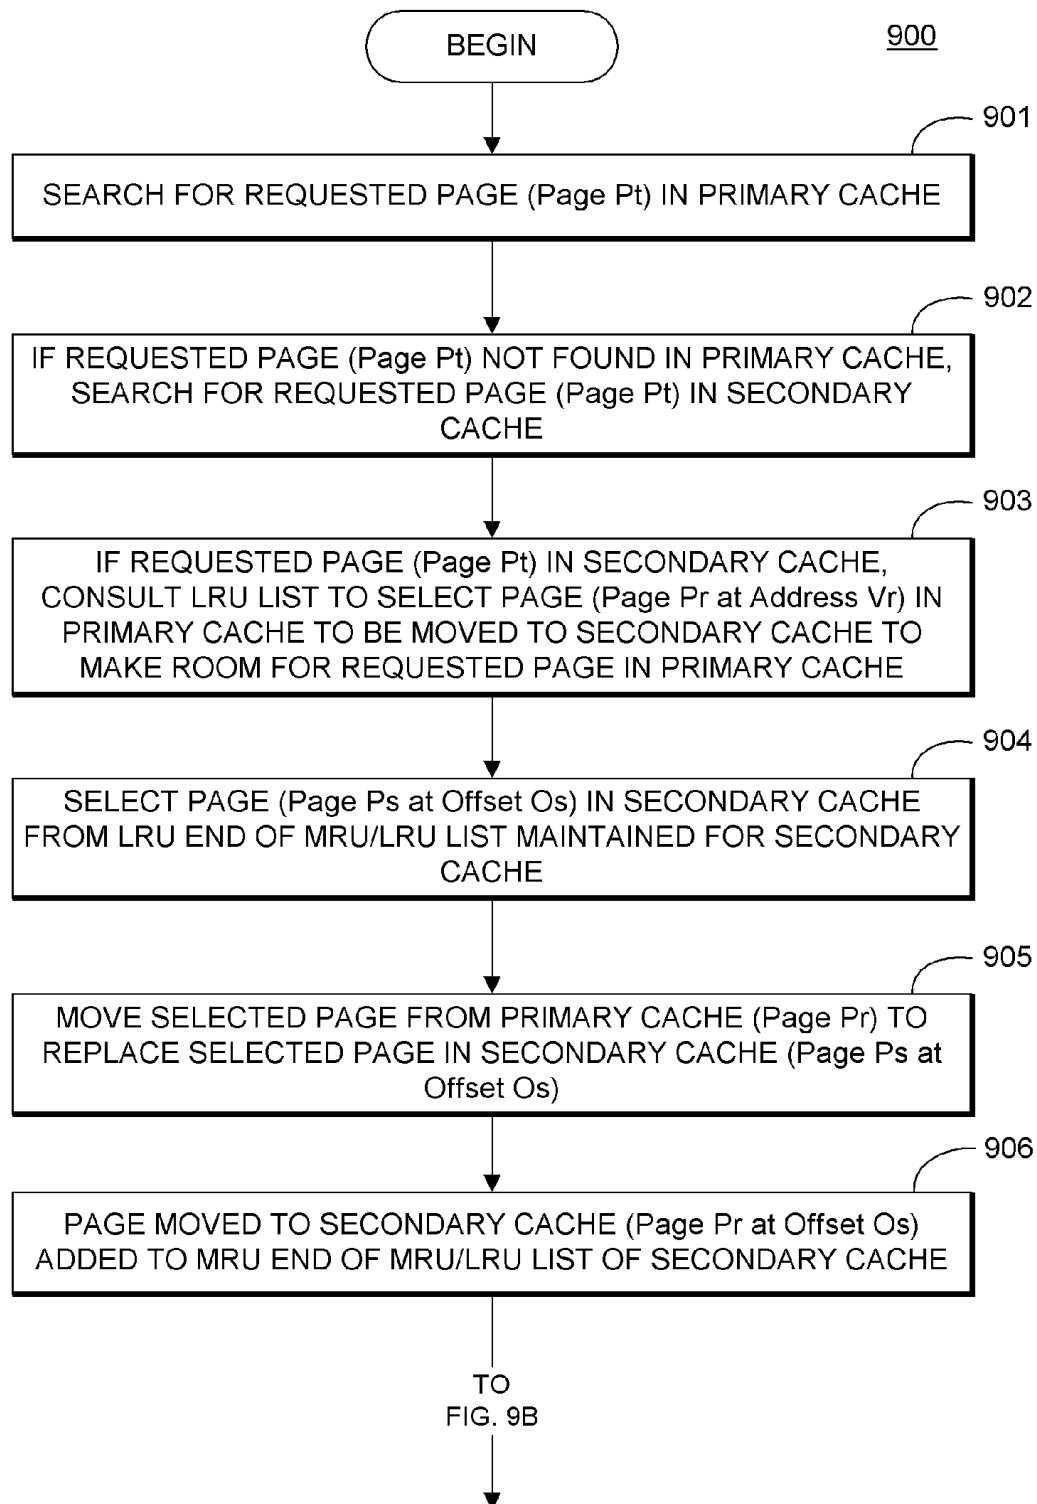 BEGIN
900
901
SEARCH FOR REQUESTED PAGE (Page Pt) IN PRIMARY CACHE
902
IF REQUESTED PAGE (Page Pt) NOT FOUND IN PRIMARY CACHE,
SEARCH FOR REQUESTED PAGE (Page Pt) IN SECONDARY
CACHE
903
IF REQUESTED PAGE (Page Pt) IN SECONDARY CACHE,
CONSULT LRU LIST TO SELECT PAGE (Page Pr at Address Vr) IN
PRIMARY CACHE TO BE MOVED TO SECONDARY CACHE TO
MAKE ROOM FOR REQUESTED PAGE IN PRIMARY CACHE
904
SELECT PAGE (Page Ps at Offset Os) IN SECONDARY CACHE
FROM LRU END OF MRU/LRU LIST MAINTAINED FOR SECONDARY
CACHE
905
MOVE SELECTED PAGE FROM PRIMARY CACHE (Page Pr) TO
REPLACE SELECTED PAGE IN SECONDARY CACHE (Page Ps at
Offset Os)
906
PAGE MOVED TO SECONDARY CACHE (Page Pr at Offset Os)
ADDED TO MRU END OF MRU/LRU LIST OF SECONDARY CACHE
TO
FIG. 9B